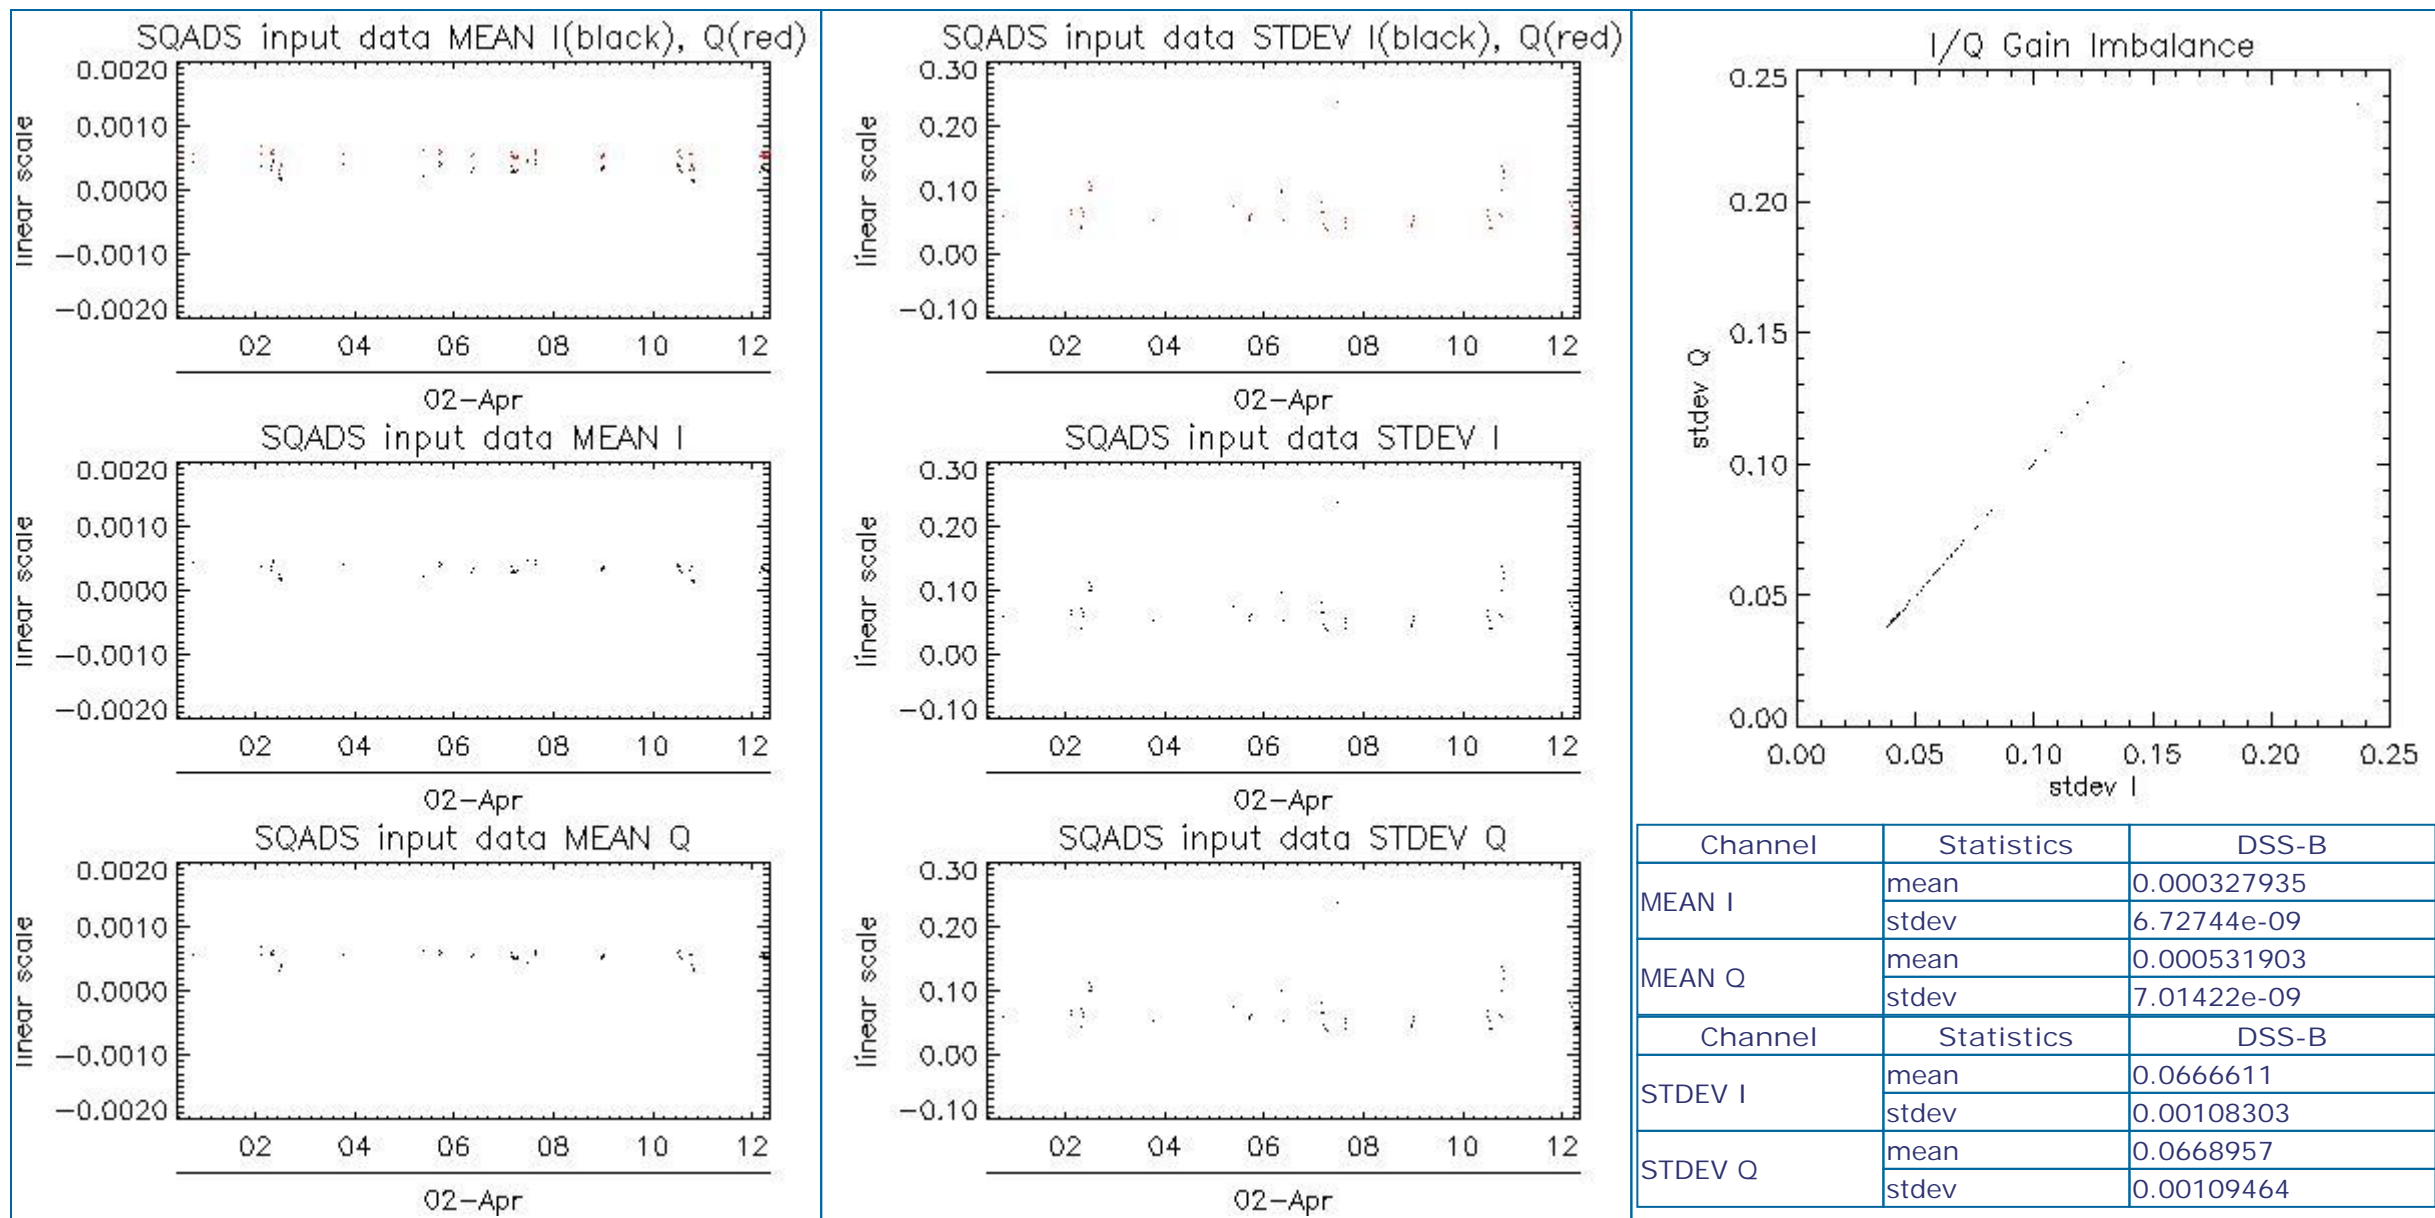 SQADS input data MEAN I(black), Q(red)
linear scale
0.0020
0.0010
0.0000
−0.0010
−0.0020
02 04 06 08 10 12
02−Apr
SQADS input data MEAN I
linear scale
0.0020
0.0010
0.0000
−0.0010
−0.0020
02 04 06 08 10 12
02−Apr
SQADS input data MEAN Q
linear scale
0.0020
0.0010
0.0000
−0.0010
−0.0020
02 04 06 08 10 12
02−Apr
SQADS input data STDEV I(black), Q(red)
linear scale
0.30
0.20
0.10
0.00
−0.10
02 04 06 08 10 12
02−Apr
SQADS input data STDEV I
linear scale
0.30
0.20
0.10
0.00
−0.10
02 04 06 08 10 12
02−Apr
SQADS input data STDEV Q
linear scale
0.30
0.20
0.10
0.00
−0.10
02 04 06 08 10 12
02−Apr
I/Q Gain Imbalance
stdev Q
0.25
0.20
0.15
0.10
0.05
0.00
0.00 0.05 0.10 0.15 0.20 0.25
stdev I
Channel Statistics DSS-B
MEAN I
mean 0.000327935
stdev 6.72744e-09
MEAN Q
mean 0.000531903
stdev 7.01422e-09
Channel Statistics DSS-B
STDEV I
mean 0.0666611
stdev 0.00108303
STDEV Q
mean 0.0668957
stdev 0.00109464